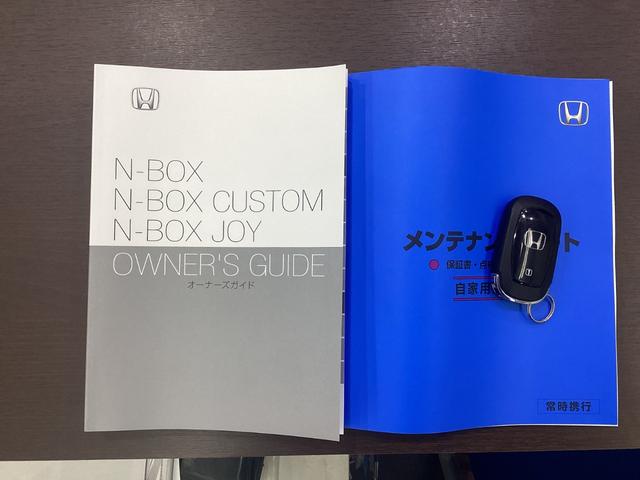 N-BOX
N-BOX CUSTOM
N-BOX JOY
OWNER'S GUIDE
オーナーズガイド
メンテナン ト
保証書・点
自家用
常時携行